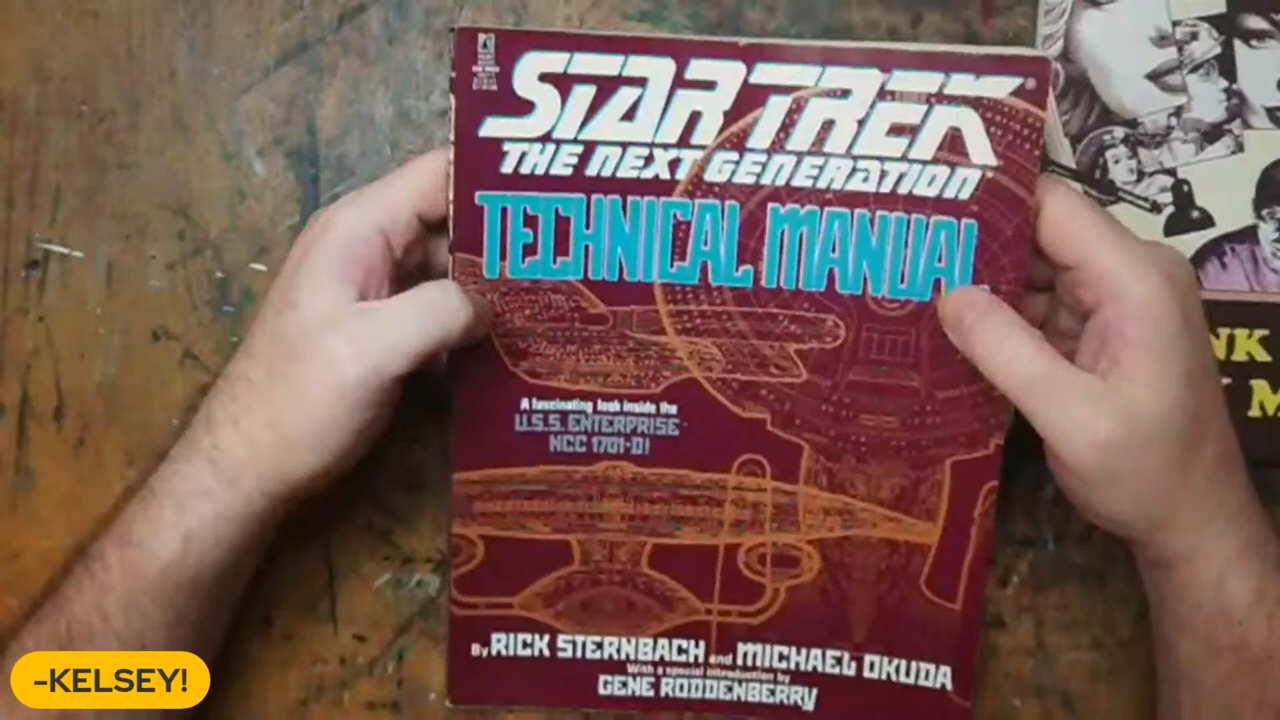 STAR TREK®
THE NEXT GENERATION
TECHNICAL MANUAL
A fascinating look inside the
U.S.S. ENTERPRISE
NCC 1701-D!
By RICK STERNBACH and MICHAEL OKUDA
With a special introduction by
GENE RODDENBERRY
NK
M
-KELSEY!